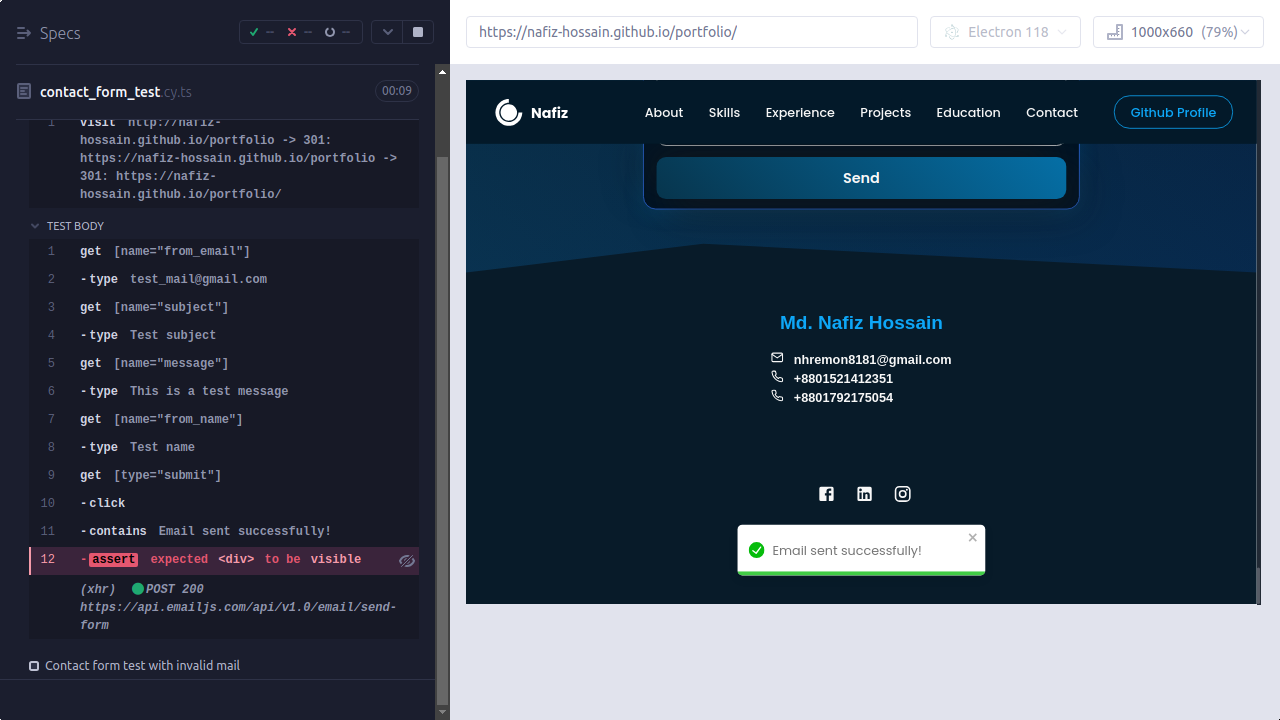 Specs
contact_form_test.cy.ts
00:09
1 visit http://nafiz-
hossain.github.io/portfolio -> 301:
https://nafiz-hossain.github.io/portfolio ->
301: https://nafiz-
hossain.github.io/portfolio/
TEST BODY
1 get [name="from_email"]
2 -type test_mail@gmail.com
3 get [name="subject"]
4 -type Test subject
5 get [name="message"]
6 -type This is a test message
7 get [name="from_name"]
8 -type Test name
9 get [type="submit"]
10 -click
11 -contains Email sent successfully!
12 -assert expected <div> to be visible
(xhr) POST 200
https://api.emailjs.com/api/v1.0/email/send-
form
Contact form test with invalid mail
https://nafiz-hossain.github.io/portfolio/
Electron 118
1000x660 (79%)
Nafiz
About
Skills
Experience
Projects
Education
Contact
Github Profile
Send
Md. Nafiz Hossain
nhremon8181@gmail.com
+8801521412351
+8801792175054
Email sent successfully!